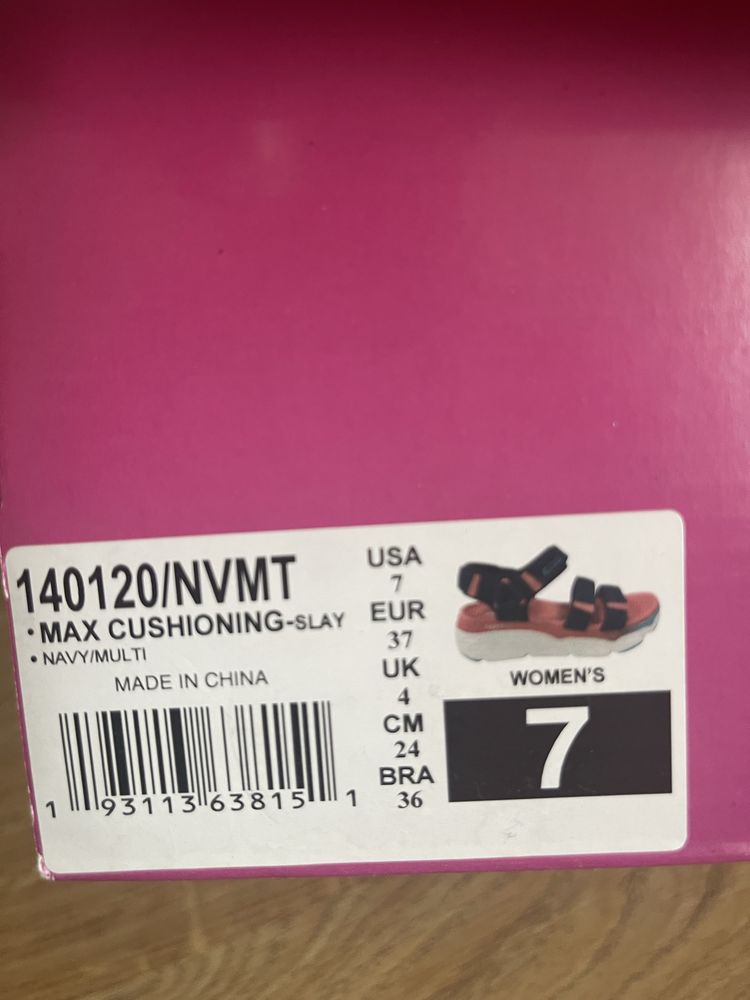 140120/NVMT
• MAX CUSHIONING-SLAY
• NAVY/MULTI
MADE IN CHINA
1 93113 63815 1
USA
7
EUR
37
UK
4
CM
24
BRA
36
WOMEN'S
7